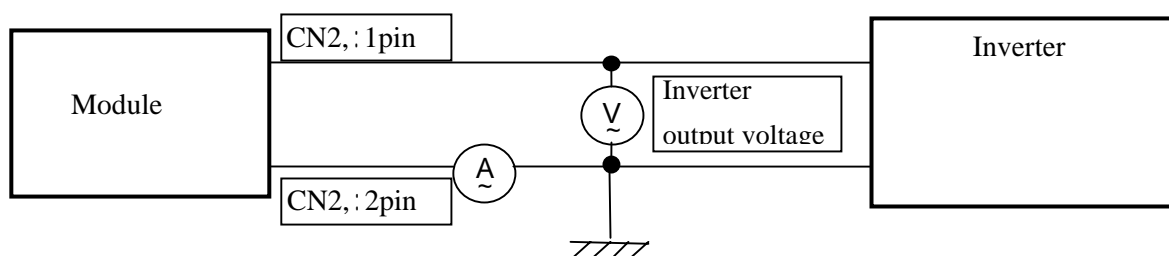 CN2, : 1pin
Inverter
Module
Inverter
output voltage
V
~
A
~
CN2, : 2pin